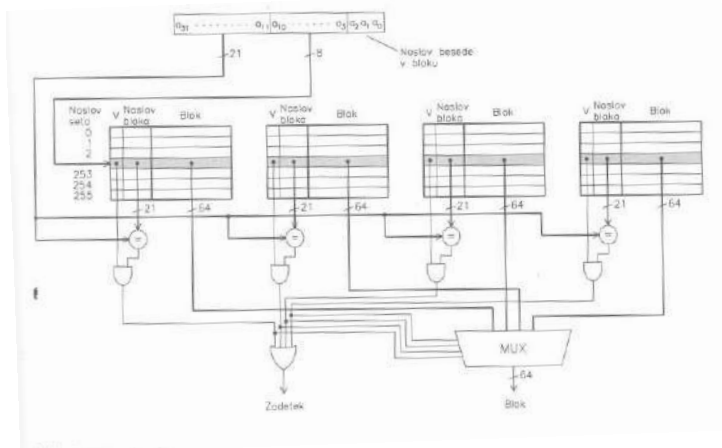 a31 ........ a11 a10 ........ a3 a2 a1 a0
21
8
Naslov besede
v bloku
Naslov
seta
V Naslov
bloka
Blok
V Naslov
bloka
Blok
V Naslov
bloka
Blok
V Naslov
bloka
Blok
0
1
2
253
254
255
21
64
21
64
21
64
21
64
=
=
=
=
MUX
64
Zadetek
Blok